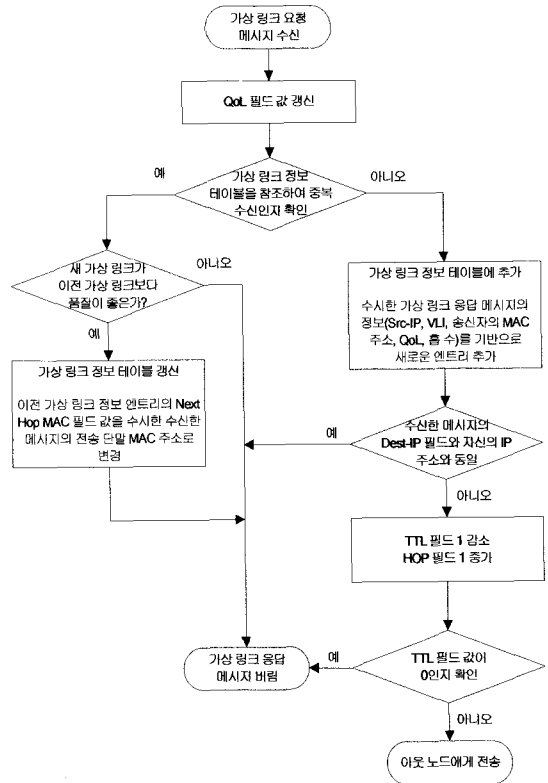 가상 링크 요청
메시지 수신
QoL 필드 값 갱신
가상 링크 정보
테이블을 참조하여 중복
수신인지 확인
예
아니오
새 가상 링크가
이전 가상 링크보다
품질이 좋은가?
아니오
예
가상 링크 정보 테이블에 추가
수시한 가상 링크 응답 메시지의
정보(Src-IP, VLI, 송신자의 MAC
주소, QoL, 홉 수)를 기반으로
새로운 엔트리 추가
가상 링크 정보 테이블 갱신
이전 가상 링크 정보 엔트리의 Next
Hop MAC 필드 값을 수시한 수신한
메시지의 전송 단말 MAC 주소로
변경
예
수신한 메시지의
Dest-IP 필드와 자신의 IP
주소와 동일
아니오
TTL 필드 1 감소
HOP 필드 1 증가
가상 링크 응답
메시지 버림
예
TTL 필드 값이
0인지 확인
아니오
이웃 노드에게 전송